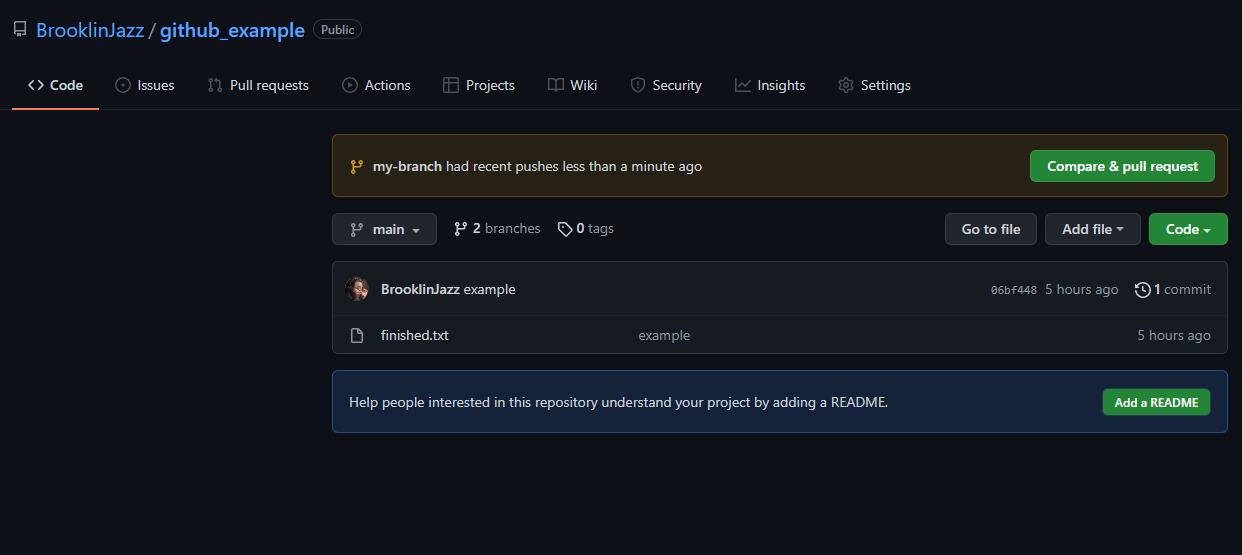 BrooklinJazz / github_example Public
Code Issues Pull requests Actions Projects Wiki Security Insights Settings
my-branch had recent pushes less than a minute ago Compare & pull request
main 2 branches 0 tags Go to file Add file Code
BrooklinJazz example 06bf448 5 hours ago 1 commit
finished.txt example 5 hours ago
Help people interested in this repository understand your project by adding a README. Add a README